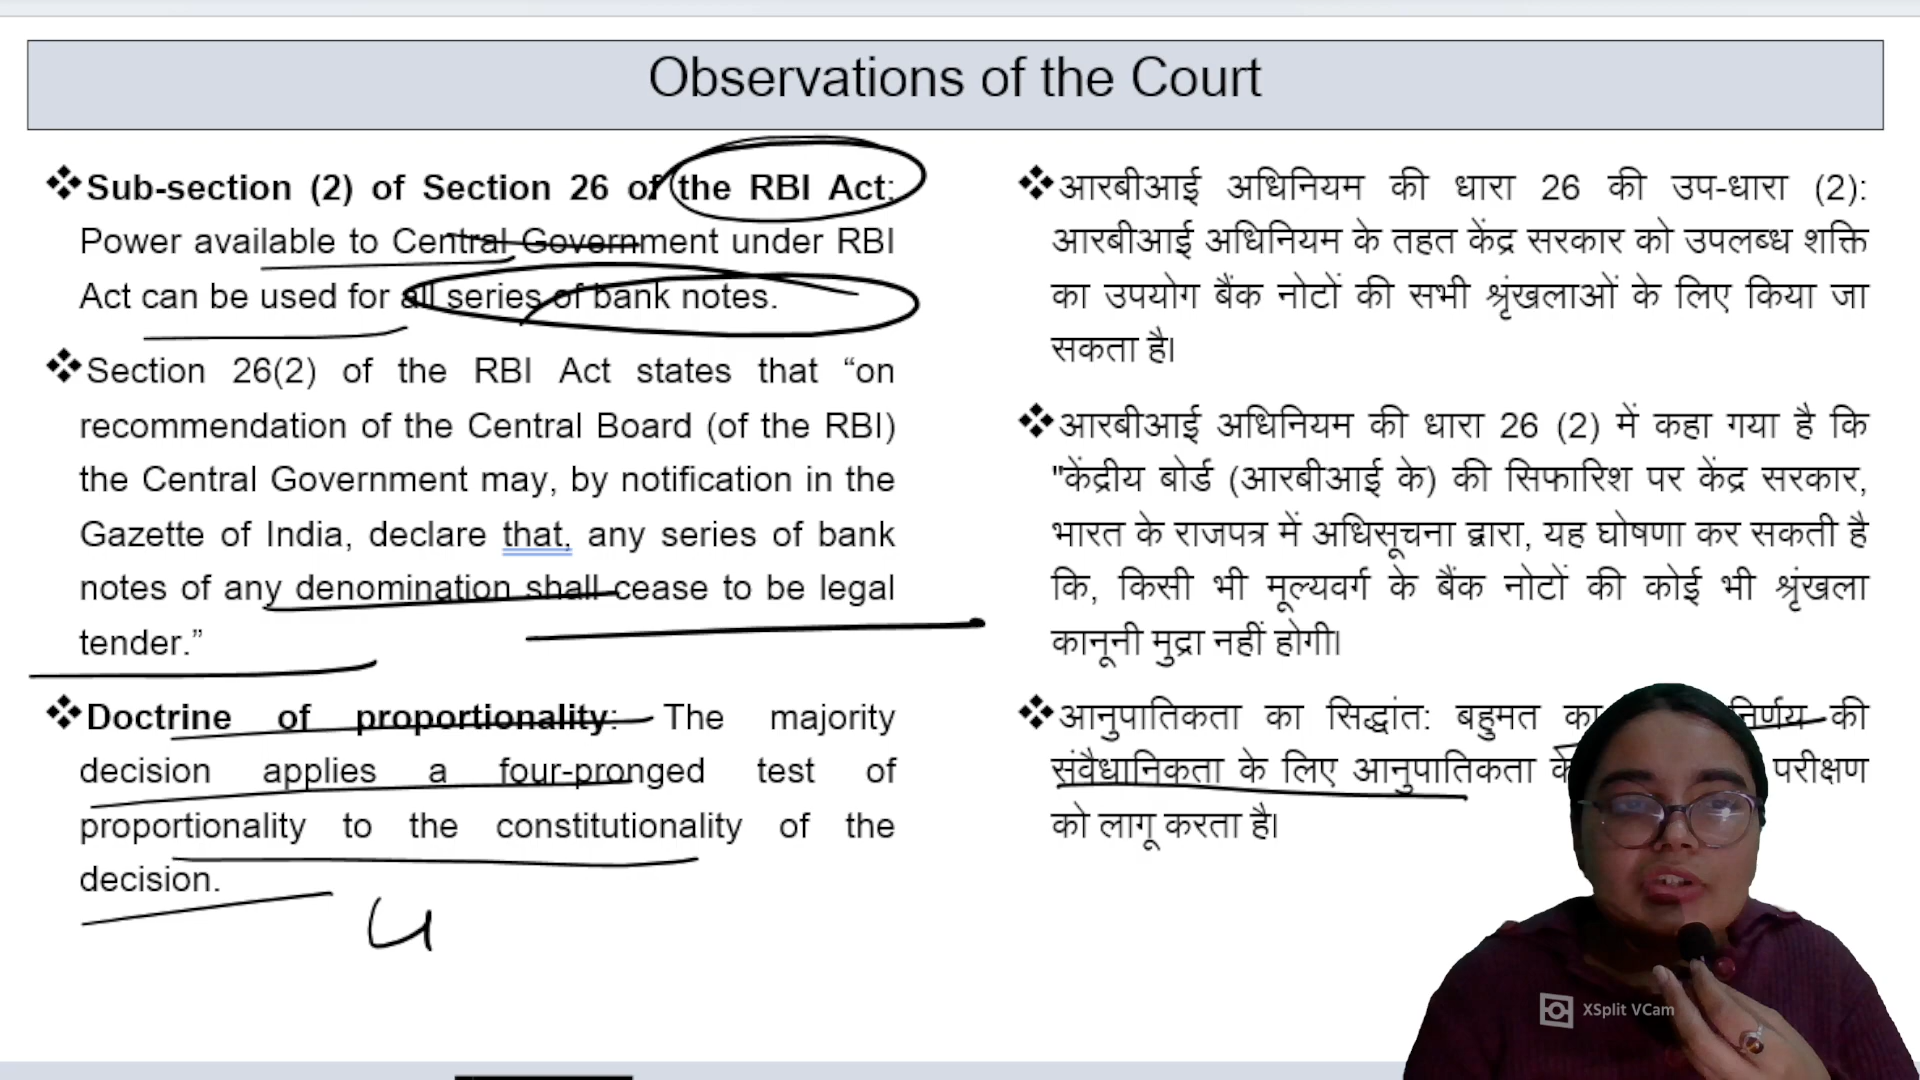 Observations of the Court
❖Sub-section (2) of Section 26 of the RBI Act:
Power available to Central Government under RBI
Act can be used for all series of bank notes.
❖Section 26(2) of the RBI Act states that “on
recommendation of the Central Board (of the RBI)
the Central Government may, by notification in the
Gazette of India, declare that, any series of bank
notes of any denomination shall cease to be legal
tender.”
❖Doctrine of proportionality: The majority
decision applies a four-pronged test of
proportionality to the constitutionality of the
decision.
❖आरबीआई अधिनियम की धारा 26 की उप-धारा (2):
आरबीआई अधिनियम के तहत केंद्र सरकार को उपलब्ध शक्ति
का उपयोग बैंक नोटों की सभी श्रृंखलाओं के लिए किया जा
सकता है।
❖आरबीआई अधिनियम की धारा 26 (2) में कहा गया है कि
"केंद्रीय बोर्ड (आरबीआई के) की सिफारिश पर केंद्र सरकार,
भारत के राजपत्र में अधिसूचना द्वारा, यह घोषणा कर सकती है
कि, किसी भी मूल्यवर्ग के बैंक नोटों की कोई भी श्रृंखला
कानूनी मुद्रा नहीं होगी।
❖आनुपातिकता का सिद्धांत: बहुमत का निर्णय की
संवैधानिकता के लिए आनुपातिकता के परीक्षण
को लागू करता है।
XSplit VCam